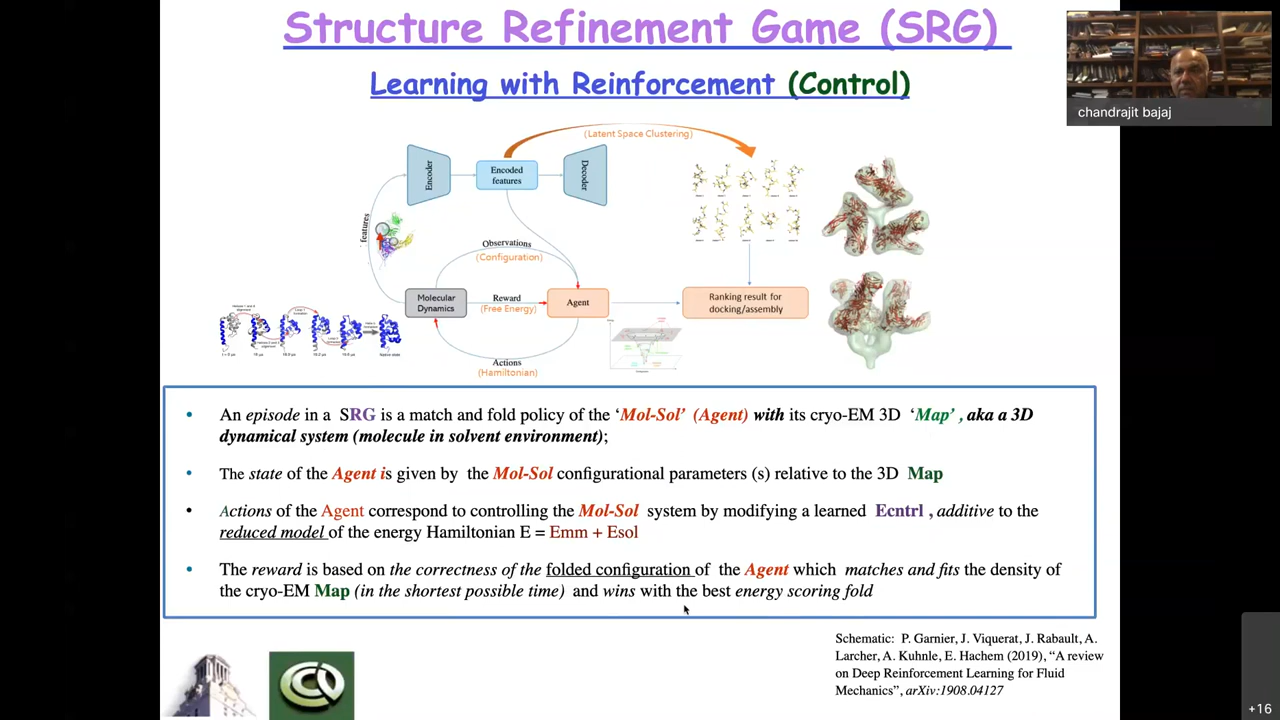 Structure Refinement Game (SRG)
Learning with Reinforcement (Control)
chandrajit bajaj
(Latent Space Clustering)
Encoder
Encoded
features
Decoder
features
Observations
(Configuration)
Molecular
Dynamics
Reward
(Free Energy)
Agent
Ranking result for
docking/assembly
Actions
(Hamiltonian)
• An episode in a SRG is a match and fold policy of the ‘Mol-Sol’ (Agent) with its cryo-EM 3D ‘Map’ , aka a 3D
dynamical system (molecule in solvent environment);
• The state of the Agent is given by the Mol-Sol configurational parameters (s) relative to the 3D Map
• Actions of the Agent correspond to controlling the Mol-Sol system by modifying a learned Ecntrl , additive to the
reduced model of the energy Hamiltonian E = Emm + Esol
• The reward is based on the correctness of the folded configuration of the Agent which matches and fits the density of
the cryo-EM Map (in the shortest possible time) and wins with the best energy scoring fold
Schematic: P. Garnier, J. Viquerat, J. Rabault, A.
Larcher, A. Kuhnle, E. Hachem (2019), “A review
on Deep Reinforcement Learning for Fluid
Mechanics”, arXiv:1908.04127
+16